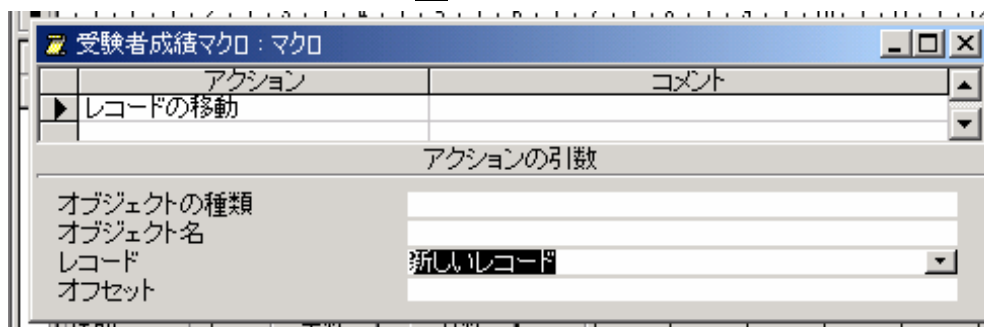 受験者成績マクロ：マクロ
アクション コメント
レコードの移動
アクションの引数
オブジェクトの種類
オブジェクト名
レコード 新しいレコード
オフセット